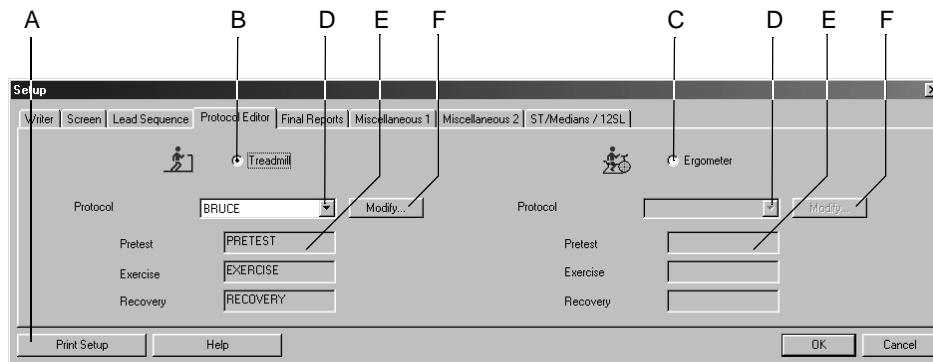 A B D E F C D E F
Setup
Writer Screen Lead Sequence Protocol Editor Final Reports Miscellaneous 1 Miscellaneous 2 ST/Medians / 12SL
Treadmill Ergometer
Protocol BRUCE Modify... Protocol Modify...
Pretest PRETEST Pretest
Exercise EXERCISE Exercise
Recovery RECOVERY Recovery
Print Setup Help OK Cancel